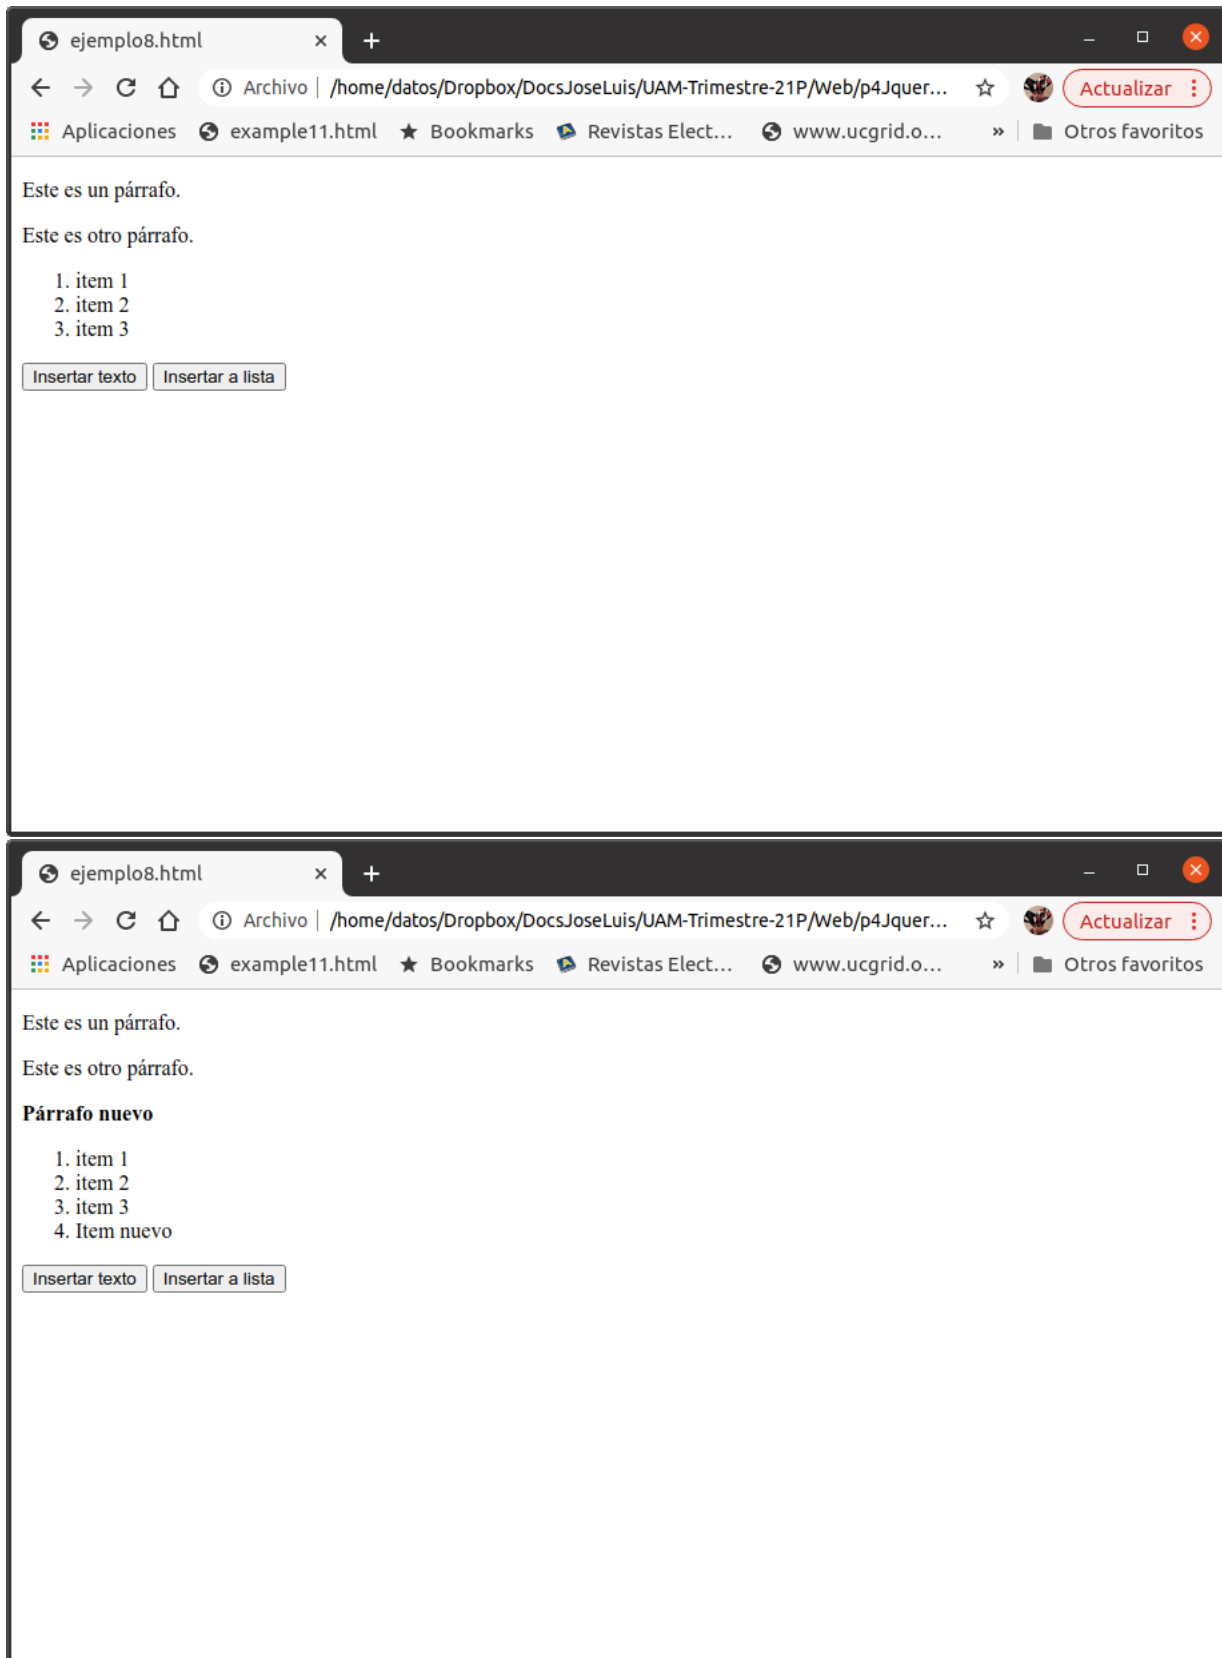 ejemplo8.html
Archivo | /home/datos/Dropbox/DocsJoseLuis/UAM-Trimestre-21P/Web/p4Jquer... Actualizar
Aplicaciones example11.html Bookmarks Revistas Elect... www.ucgrid.o... » Otros favoritos
Este es un párrafo.
Este es otro párrafo.
1. item 1
2. item 2
3. item 3
Insertar texto Insertar a lista
ejemplo8.html
Archivo | /home/datos/Dropbox/DocsJoseLuis/UAM-Trimestre-21P/Web/p4Jquer... Actualizar
Aplicaciones example11.html Bookmarks Revistas Elect... www.ucgrid.o... » Otros favoritos
Este es un párrafo.
Este es otro párrafo.
Párrafo nuevo
1. item 1
2. item 2
3. item 3
4. Item nuevo
Insertar texto Insertar a lista